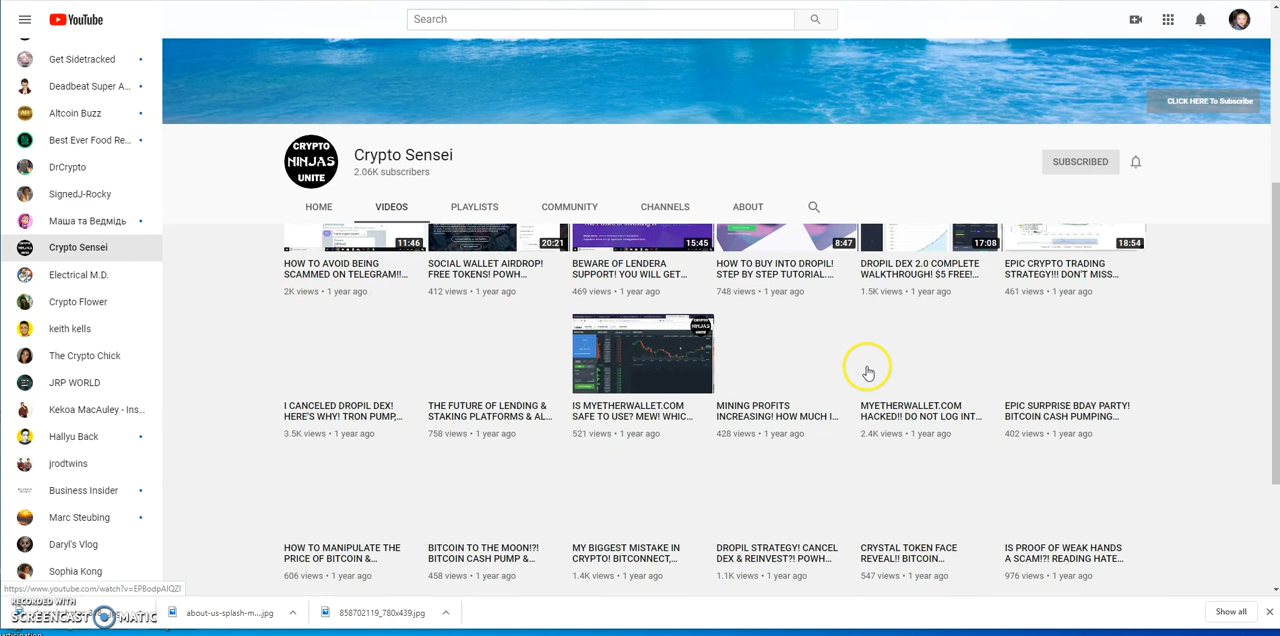 YouTube
Search
Get Sidetracked
Deadbeat Super A...
Altcoin Buzz
Best Ever Food Re...
DrCrypto
SignedJ-Rocky
Маша та Ведмідь
Crypto Sensei
Electrical M.D.
Crypto Flower
keith kells
The Crypto Chick
JRP WORLD
Kekoa MacAuley - Ins...
Hallyu Back
jrodtwins
Business Insider
Marc Steubing
Daryl's Vlog
Sophia Kong
CLICK HERE To Subscribe
CRYPTO
NINJAS
UNITE
Crypto Sensei
2.06K subscribers
SUBSCRIBED
HOME VIDEOS PLAYLISTS COMMUNITY CHANNELS ABOUT
11:46 20:21 15:45 8:47 17:08 18:54
HOW TO AVOID BEING
SCAMMED ON TELEGRAM!!...
2K views • 1 year ago
SOCIAL WALLET AIRDROP!
FREE TOKENS! POWH...
412 views • 1 year ago
BEWARE OF LENDERA
SUPPORT! YOU WILL GET...
469 views • 1 year ago
HOW TO BUY INTO DROPIL!
STEP BY STEP TUTORIAL....
748 views • 1 year ago
DROPIL DEX 2.0 COMPLETE
WALKTHROUGH! $5 FREE!...
1.5K views • 1 year ago
EPIC CRYPTO TRADING
STRATEGY!!! DON'T MISS...
461 views • 1 year ago
CRYPTO
NINJAS
UNITE
I CANCELED DROPIL DEX!
HERE'S WHY! TRON PUMP,...
3.5K views • 1 year ago
THE FUTURE OF LENDING &
STAKING PLATFORMS & AL...
758 views • 1 year ago
IS MYETHERWALLET.COM
SAFE TO USE? MEW! WHIC...
521 views • 1 year ago
MINING PROFITS
INCREASING! HOW MUCH I...
428 views • 1 year ago
MYETHERWALLET.COM
HACKED!! DO NOT LOG INT...
2.4K views • 1 year ago
EPIC SURPRISE BDAY PARTY!
BITCOIN CASH PUMPING...
402 views • 1 year ago
HOW TO MANIPULATE THE
PRICE OF BITCOIN &...
606 views • 1 year ago
BITCOIN TO THE MOON!?!
BITCOIN CASH PUMP &...
458 views • 1 year ago
MY BIGGEST MISTAKE IN
CRYPTO! BITCONNECT,...
1.4K views • 1 year ago
DROPIL STRATEGY! CANCEL
DEX & REINVEST?! POWH...
1.1K views • 1 year ago
CRYSTAL TOKEN FACE
REVEAL!! BITCOIN...
547 views • 1 year ago
IS PROOF OF WEAK HANDS
A SCAM!?! READING HATE...
976 views • 1 year ago
https://www.youtube.com/watch?v=EPBodpAIQZI
RECORDED WITH
SCREENCAST MATIC
about-us-splash-m....jpg
858702119_780x439.jpg
Show all